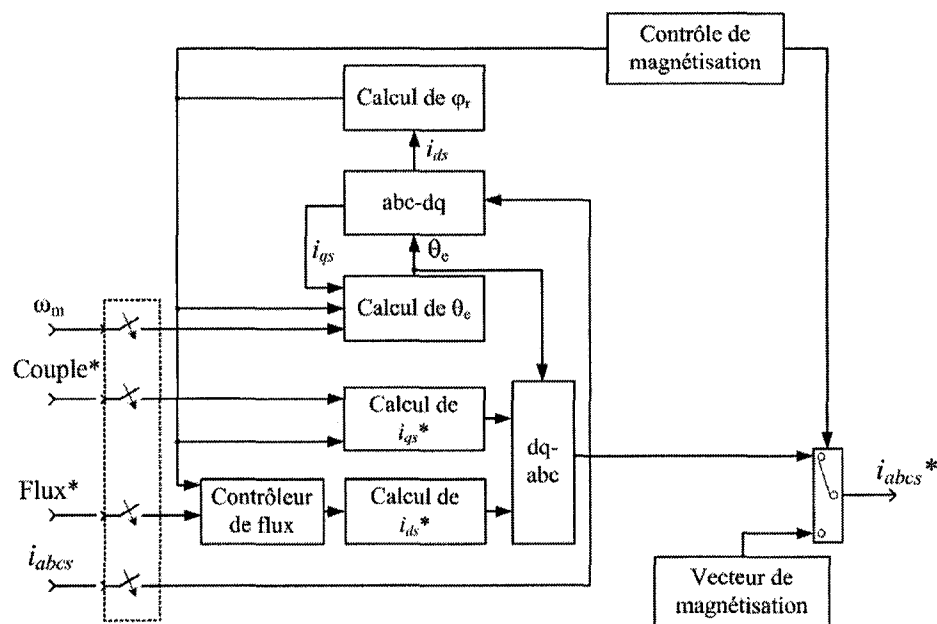 Contrôle de
magnétisation
Calcul de φr
ids
abc-dq
iqs
θe
Calcul de θe
ωm
Couple*
Calcul de
iqs*
dq-
abc
iabcs*
Flux*
Contrôleur
de flux
Calcul de
ids*
iabcs
Vecteur de
magnétisation